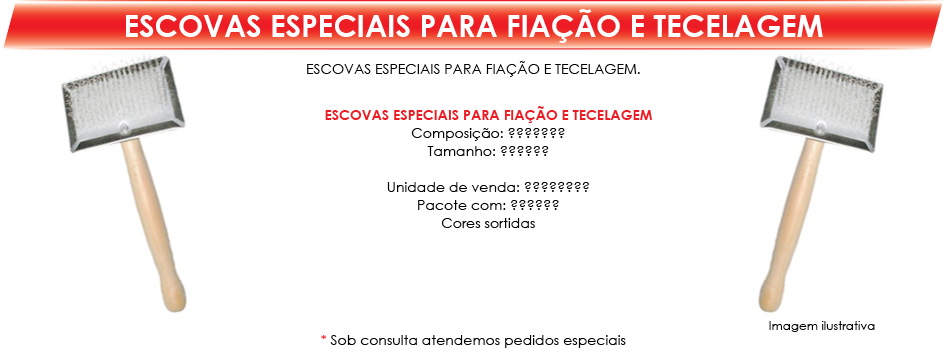 ESCOVAS ESPECIAIS PARA FIAÇÃO E TECELAGEM
ESCOVAS ESPECIAIS PARA FIAÇÃO E TECELAGEM.
ESCOVAS ESPECIAIS PARA FIAÇÃO E TECELAGEM
Composição: ???????
Tamanho: ??????
Unidade de venda: ????????
Pacote com: ??????
Cores sortidas
Imagem ilustrativa
* Sob consulta atendemos pedidos especiais